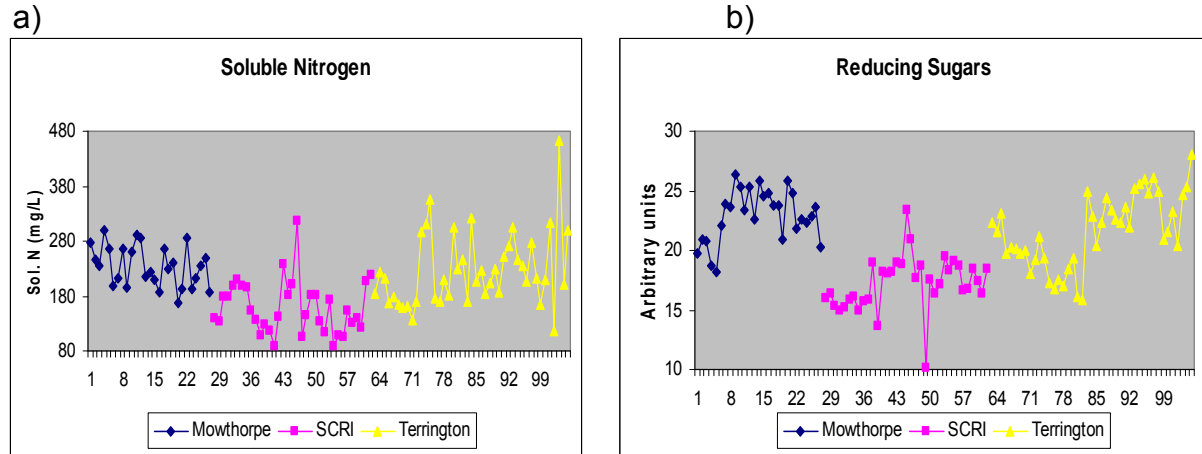 a)
Soluble Nitrogen
Sol. N (mg/L)
480
380
280
180
80
1 8 15 22 29 36 43 50 57 64 71 78 85 92 99
Mowthorpe SCRI Terrington
b)
Reducing Sugars
Arbitrary units
30
25
20
15
10
1 8 15 22 29 36 43 50 57 64 71 78 85 92 99
Mowthorpe SCRI Terrington